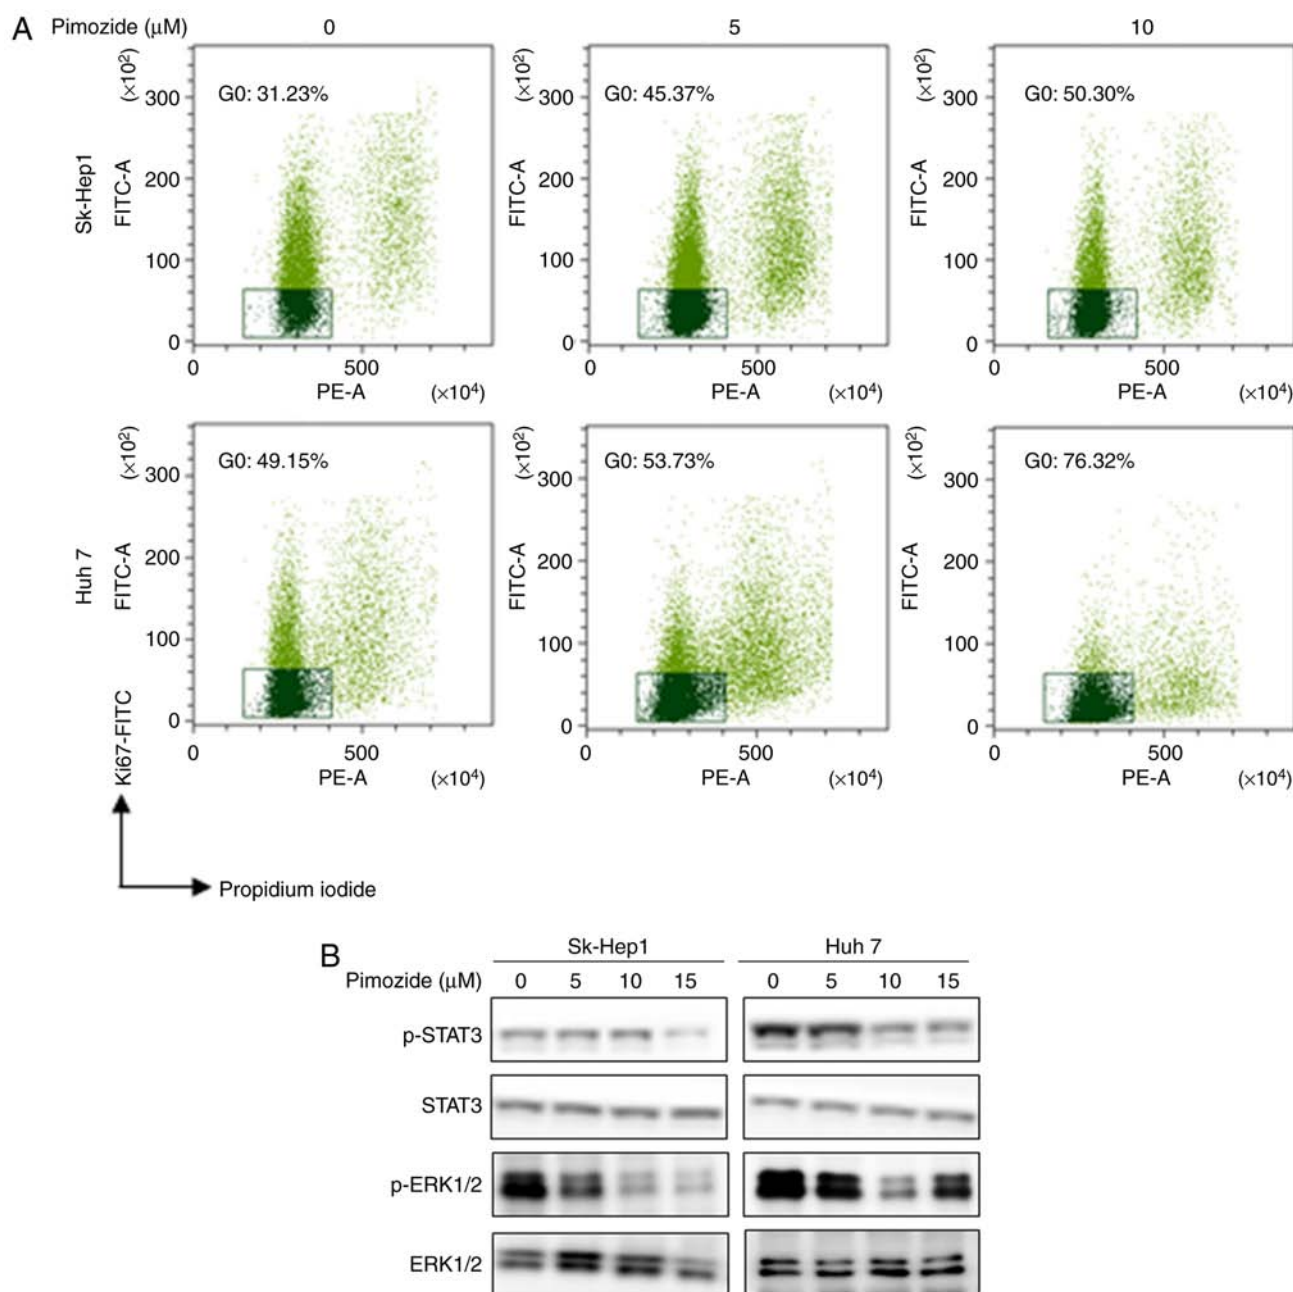 A Pimozide (μM) 0 5 10
(×10²) (×10²) (×10²)
G0: 31.23% G0: 45.37% G0: 50.30%
300 300 300
Sk-Hep1 FITC-A FITC-A FITC-A
200 200 200
100 100 100
0 0 0
0 500 0 500 0 500
PE-A (×10⁴) PE-A (×10⁴) PE-A (×10⁴)
(×10²) (×10²) (×10²)
G0: 49.15% G0: 53.73% G0: 76.32%
300 300 300
Huh 7 FITC-A FITC-A FITC-A
200 200 200
100 100 100
0 0 0
0 500 0 500 0 500
PE-A (×10⁴) PE-A (×10⁴) PE-A (×10⁴)
Ki67-FITC
Propidium iodide
B Sk-Hep1 Huh 7
Pimozide (μM) 0 5 10 15 0 5 10 15
p-STAT3
STAT3
p-ERK1/2
ERK1/2